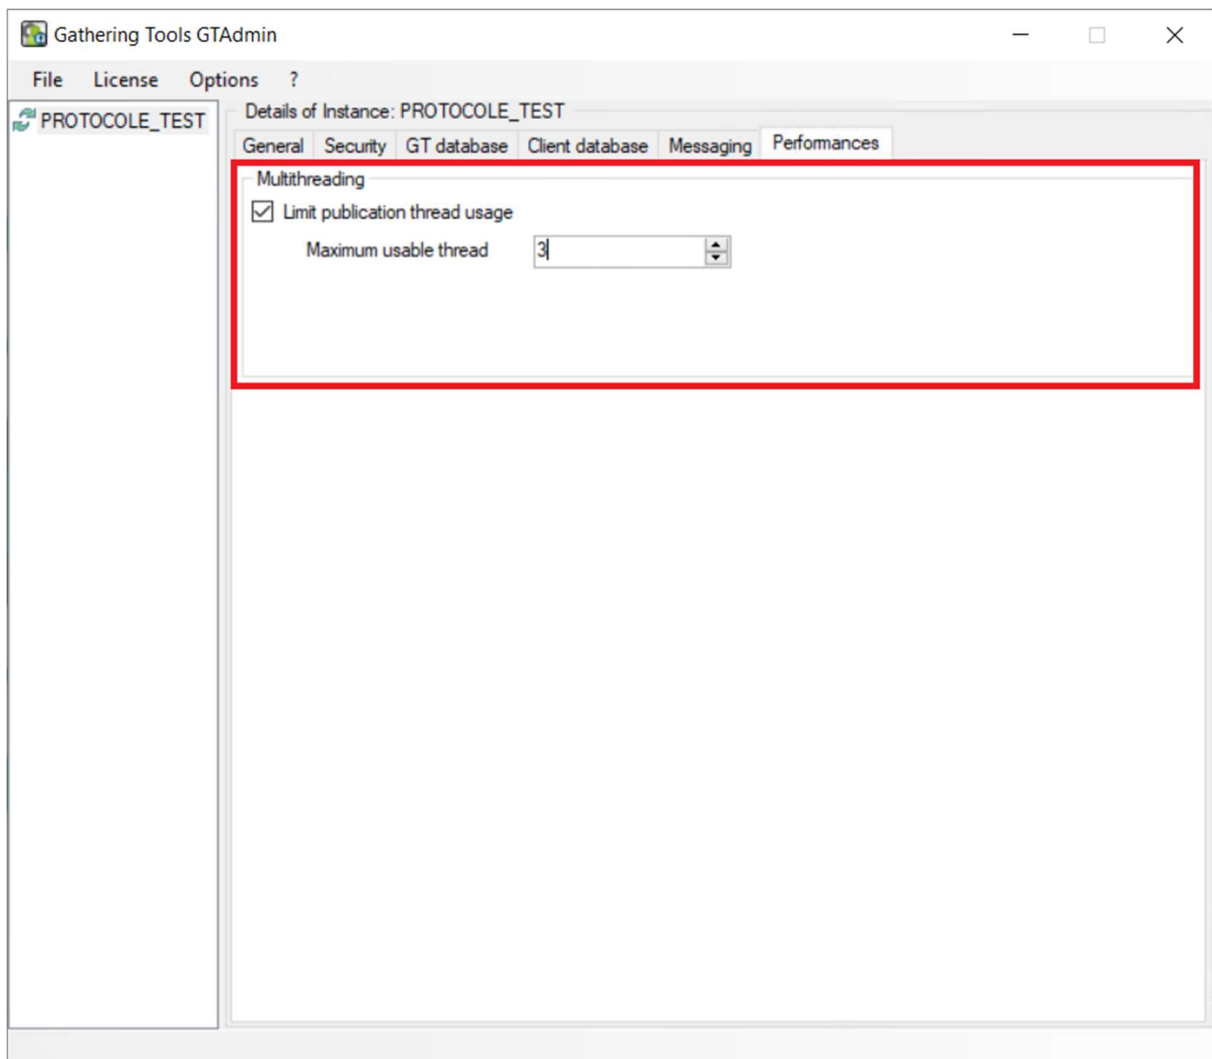 Gathering Tools GTAdmin
File License Options ?
PROTOCOLE_TEST
Details of Instance: PROTOCOLE_TEST
General Security GT database Client database Messaging Performances
Multithreading
Limit publication thread usage
Maximum usable thread 3